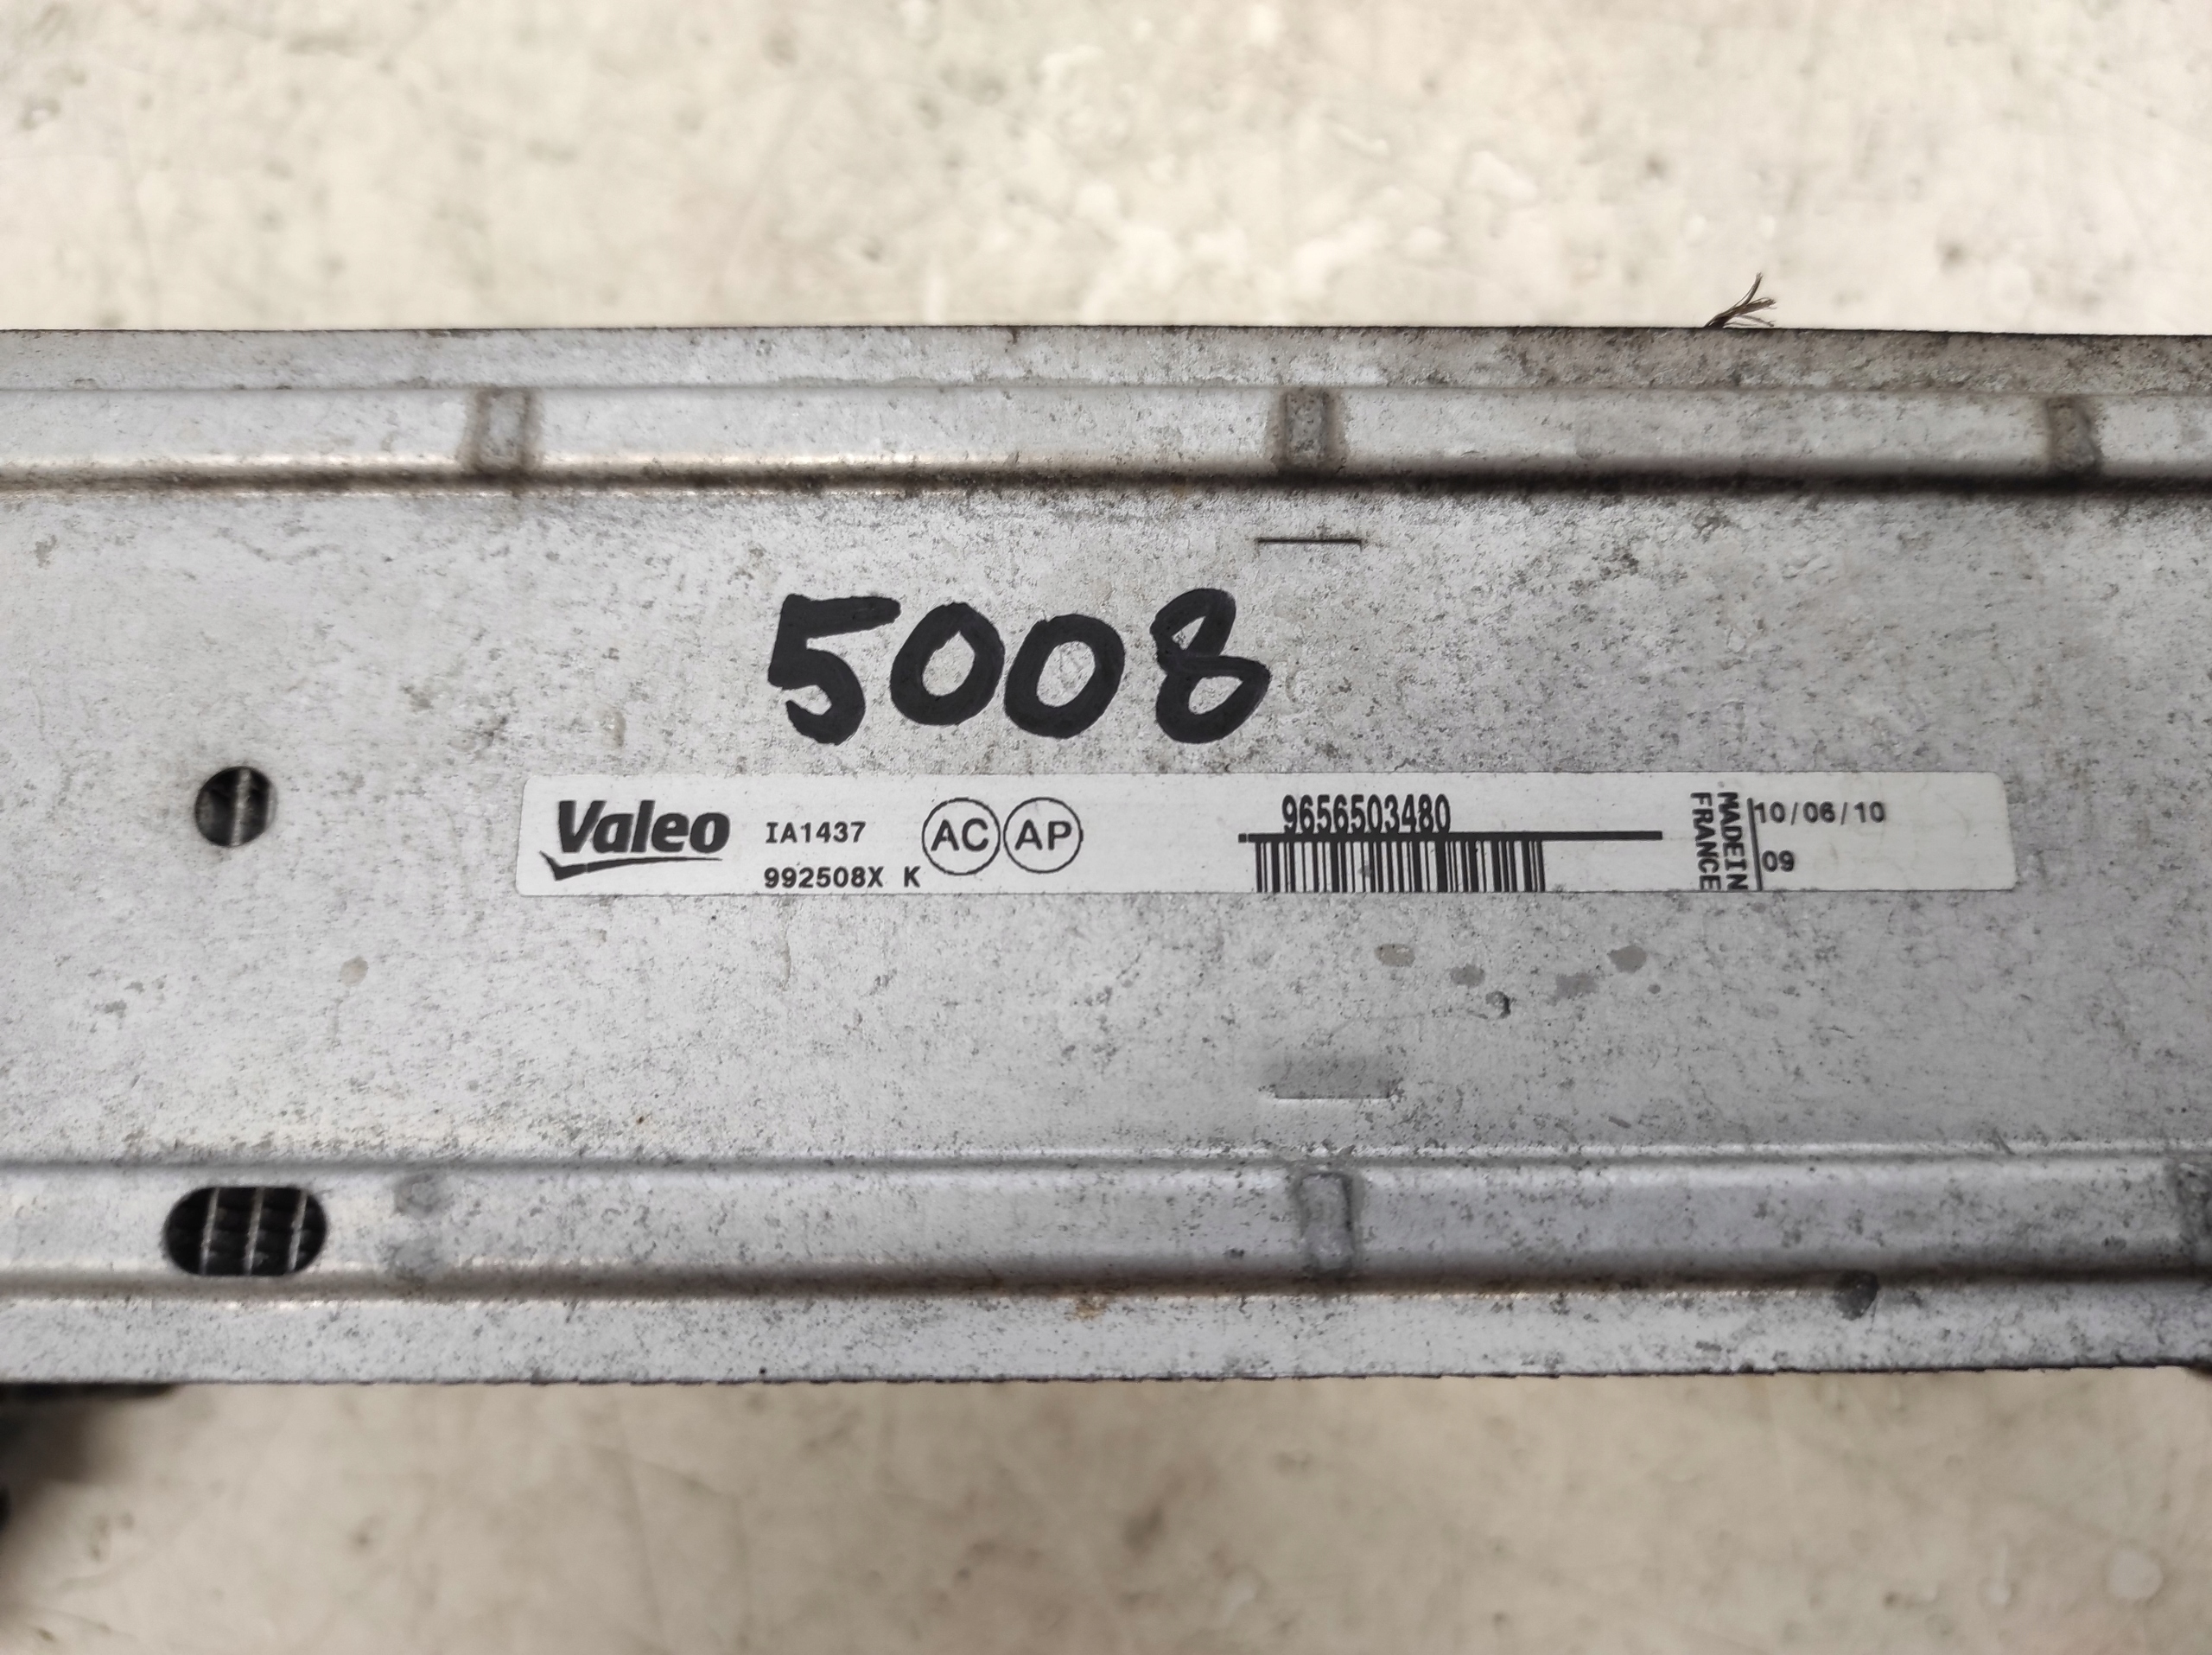 5008
Valeo IA1437 AC AP
992508X K
9656503480
MADE IN
FRANCE
10/06/10
09